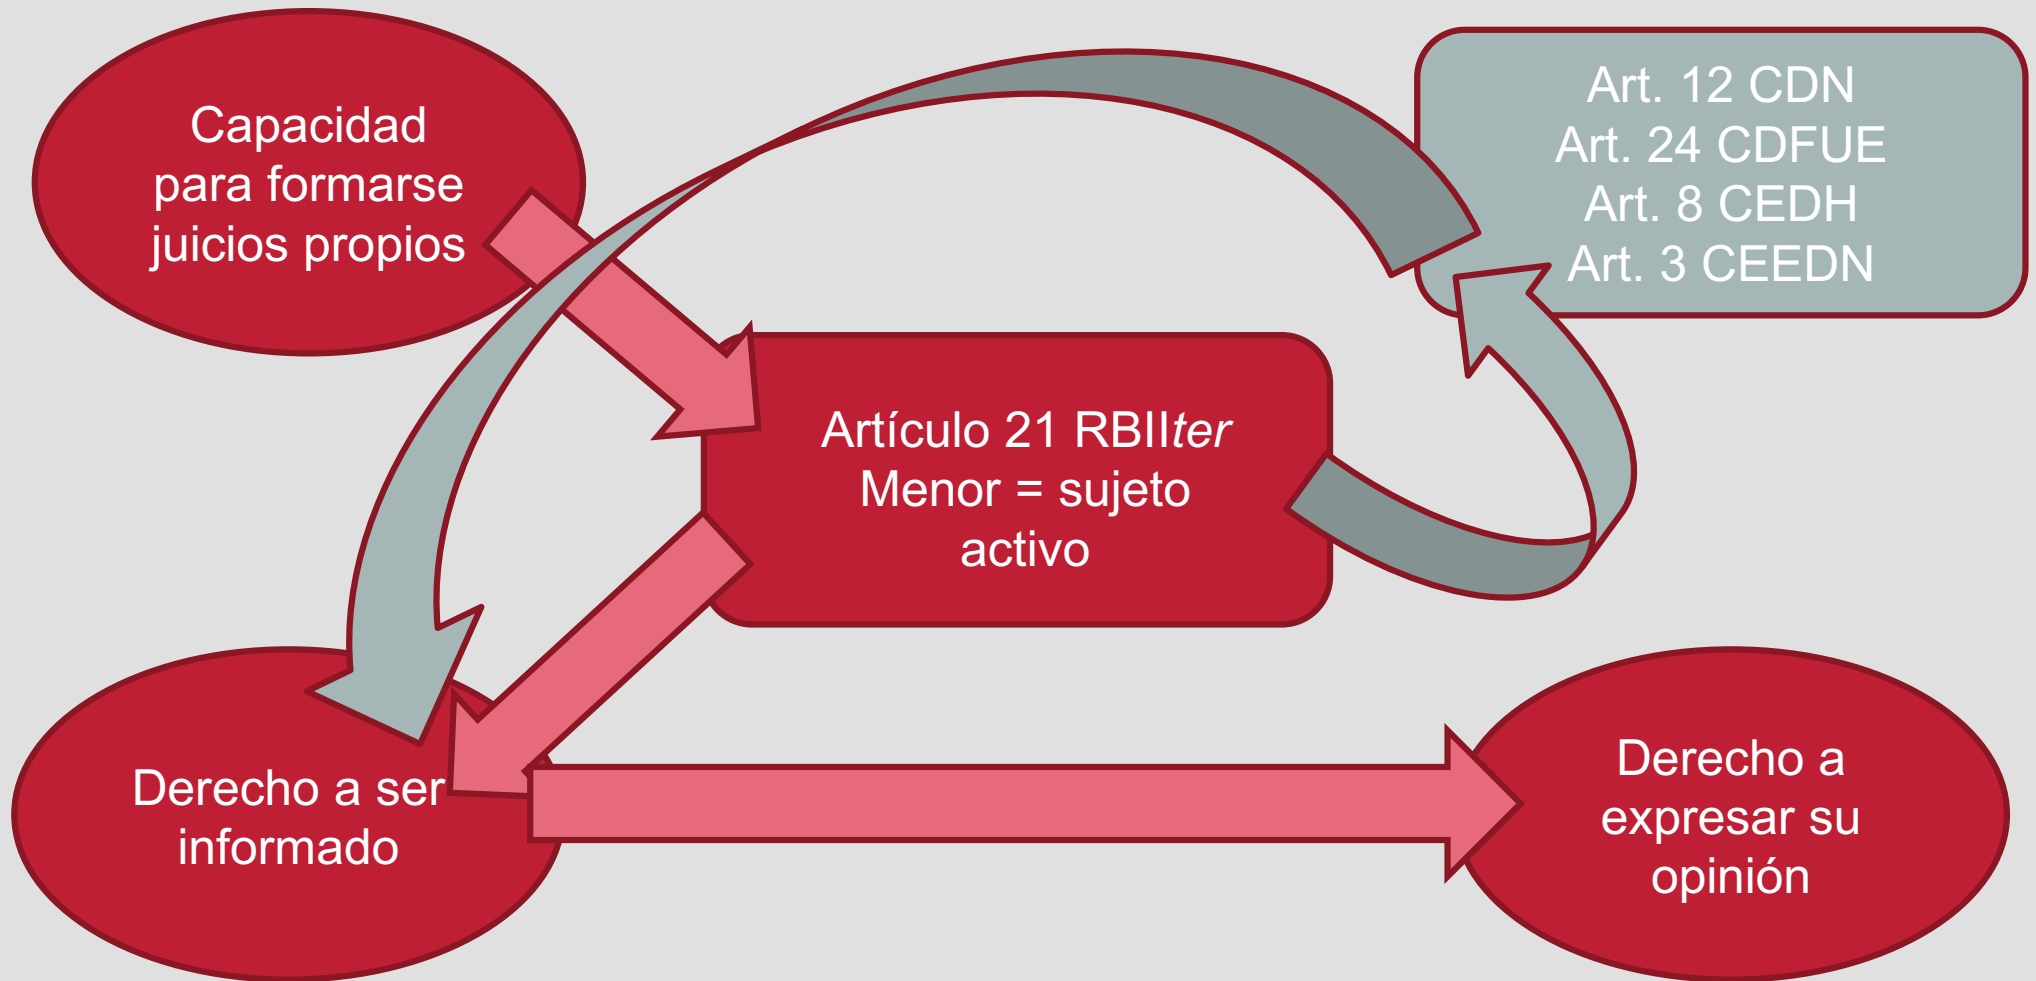 Capacidad
para formarse
juicios propios
Art. 12 CDN
Art. 24 CDFUE
Art. 8 CEDH
Art. 3 CEEDN
Artículo 21 RBIIter
Menor = sujeto
activo
Derecho a ser
informado
Derecho a
expresar su
opinión